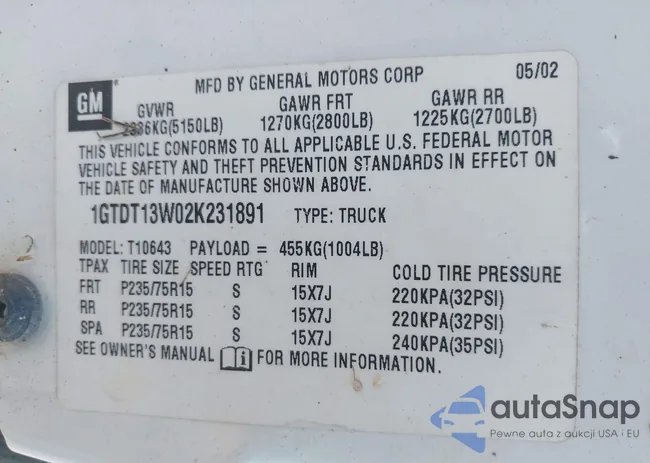 GM
MFD BY GENERAL MOTORS CORP 05/02
GVWR GAWR FRT GAWR RR
2336KG(5150LB) 1270KG(2800LB) 1225KG(2700LB)
THIS VEHICLE CONFORMS TO ALL APPLICABLE U.S. FEDERAL MOTOR
VEHICLE SAFETY AND THEFT PREVENTION STANDARDS IN EFFECT ON
THE DATE OF MANUFACTURE SHOWN ABOVE.
1GTDT13W02K231891 TYPE: TRUCK
MODEL: T10643 PAYLOAD = 455KG(1004LB)
TPAX TIRE SIZE SPEED RTG RIM COLD TIRE PRESSURE
FRT P235/75R15 S 15X7J 220KPA(32PSI)
RR P235/75R15 S 15X7J 220KPA(32PSI)
SPA P235/75R15 S 15X7J 240KPA(35PSI)
SEE OWNER'S MANUAL i FOR MORE INFORMATION.
autaSnap
Pewne auta z aukcji USA i EU